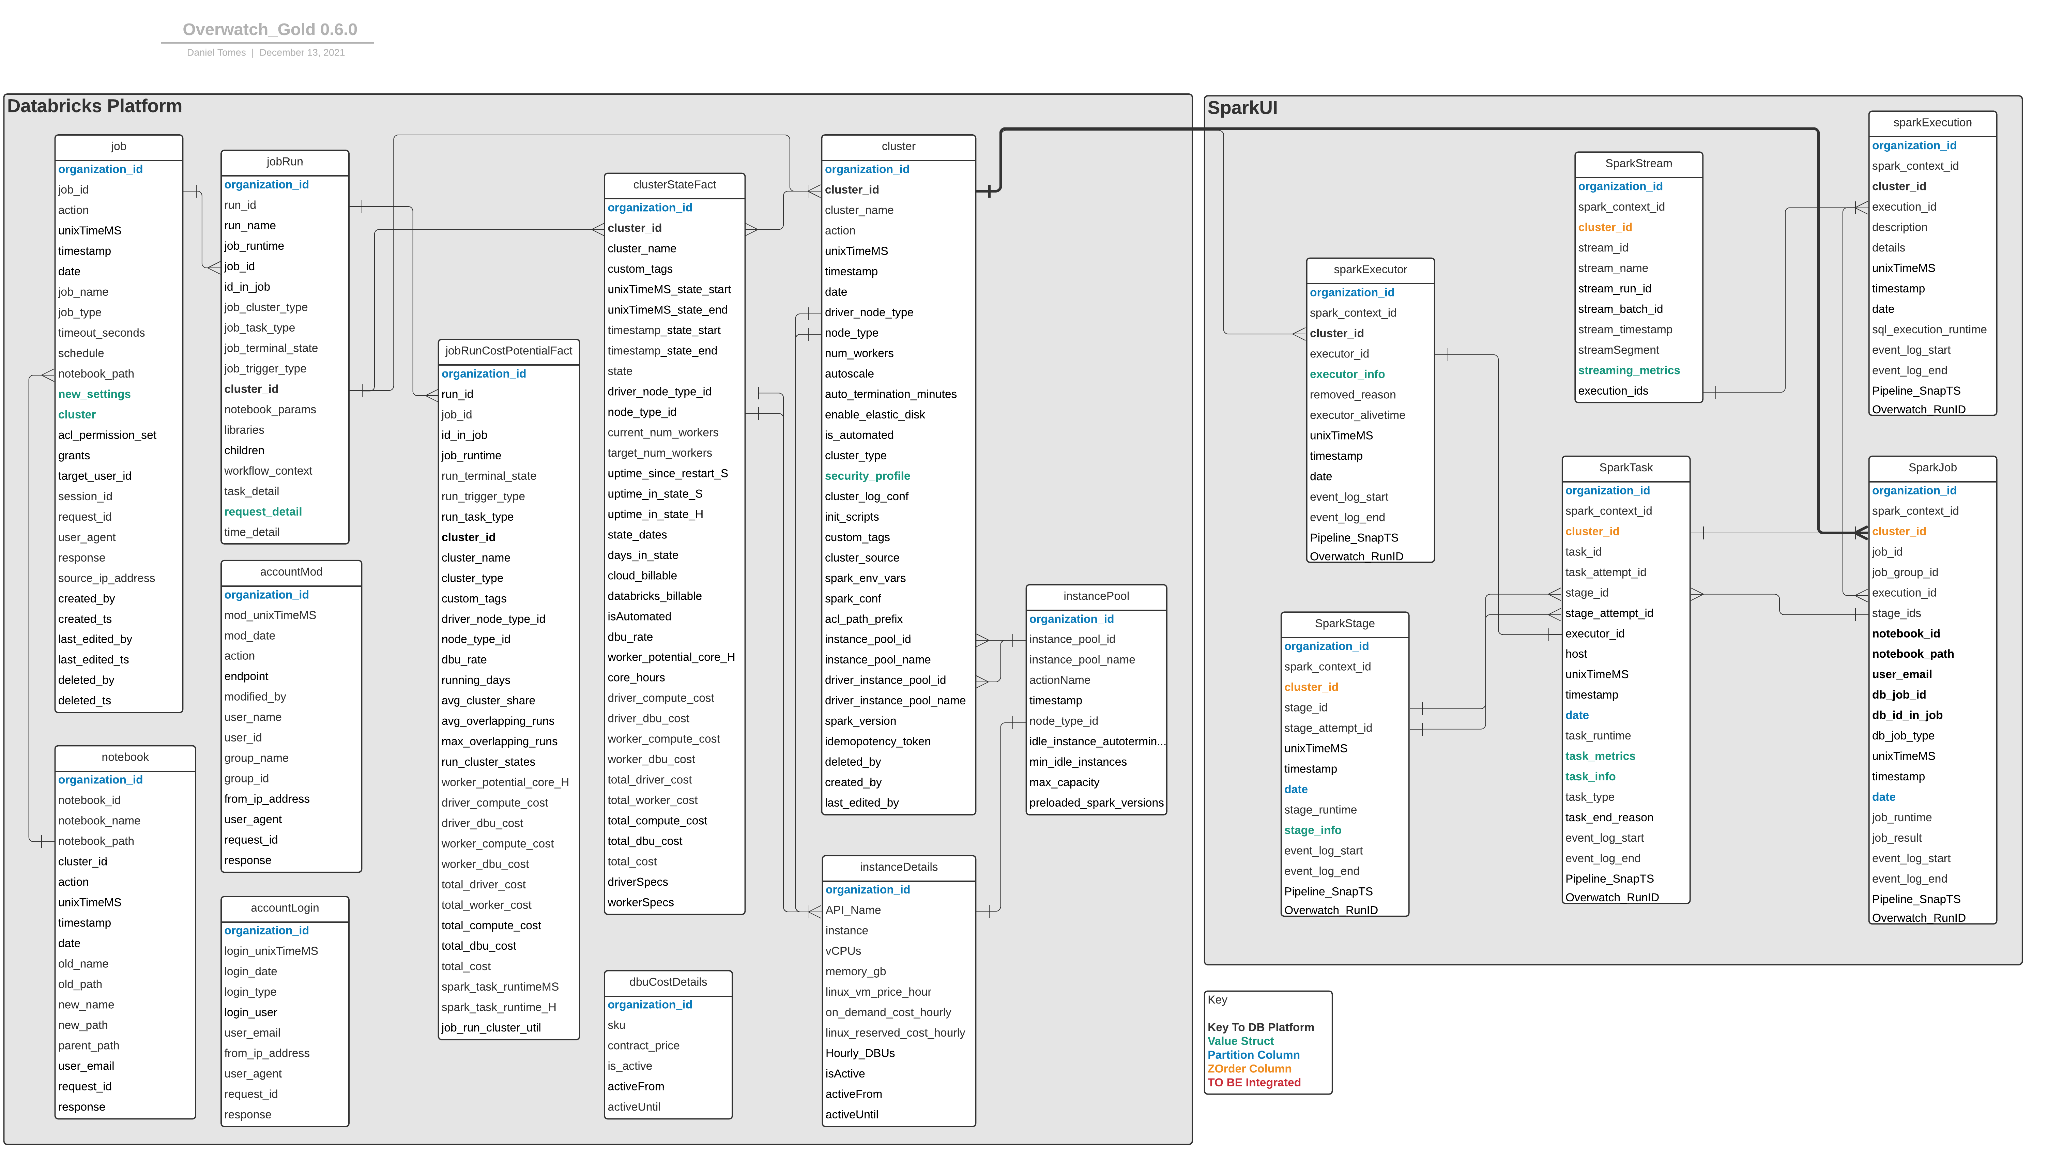 Overwatch_Gold 0.6.0
Daniel Tomes | December 13, 2021
Databricks Platform
job
organization_id
job_id
action
unixTimeMS
timestamp
date
job_name
job_type
timeout_seconds
schedule
notebook_path
new_settings
cluster
acl_permission_set
grants
target_user_id
session_id
request_id
user_agent
response
source_ip_address
created_by
created_ts
last_edited_by
last_edited_ts
deleted_by
deleted_ts
notebook
organization_id
notebook_id
notebook_name
notebook_path
cluster_id
action
unixTimeMS
timestamp
date
old_name
old_path
new_name
new_path
parent_path
user_email
request_id
response
jobRun
organization_id
run_id
run_name
job_runtime
job_id
id_in_job
job_cluster_type
job_task_type
job_terminal_state
job_trigger_type
cluster_id
notebook_params
libraries
children
workflow_context
task_detail
request_detail
time_detail
accountMod
organization_id
mod_unixTimeMS
mod_date
action
endpoint
modified_by
user_name
user_id
group_name
group_id
from_ip_address
user_agent
request_id
response
accountLogin
organization_id
login_unixTimeMS
login_date
login_type
login_user
user_email
from_ip_address
user_agent
request_id
response
jobRunCostPotentialFact
organization_id
run_id
job_id
id_in_job
job_runtime
run_terminal_state
run_trigger_type
run_task_type
cluster_id
cluster_name
cluster_type
custom_tags
driver_node_type_id
node_type_id
dbu_rate
running_days
avg_cluster_share
avg_overlapping_runs
max_overlapping_runs
run_cluster_states
worker_potential_core_H
driver_compute_cost
driver_dbu_cost
worker_compute_cost
worker_dbu_cost
total_driver_cost
total_worker_cost
total_compute_cost
total_dbu_cost
total_cost
spark_task_runtimeMS
spark_task_runtime_H
job_run_cluster_util
clusterStateFact
organization_id
cluster_id
cluster_name
custom_tags
unixTimeMS_state_start
unixTimeMS_state_end
timestamp_state_start
timestamp_state_end
state
driver_node_type_id
node_type_id
current_num_workers
target_num_workers
uptime_since_restart_S
uptime_in_state_S
uptime_in_state_H
state_dates
days_in_state
cloud_billable
databricks_billable
isAutomated
dbu_rate
worker_potential_core_H
core_hours
driver_compute_cost
driver_dbu_cost
worker_compute_cost
worker_dbu_cost
total_driver_cost
total_worker_cost
total_compute_cost
total_dbu_cost
total_cost
driverSpecs
workerSpecs
dbuCostDetails
organization_id
sku
contract_price
is_active
activeFrom
activeUntil
cluster
organization_id
cluster_id
cluster_name
action
unixTimeMS
timestamp
date
driver_node_type
node_type
num_workers
autoscale
auto_termination_minutes
enable_elastic_disk
is_automated
cluster_type
security_profile
cluster_log_conf
init_scripts
custom_tags
cluster_source
spark_env_vars
spark_conf
acl_path_prefix
instance_pool_id
instance_pool_name
driver_instance_pool_id
driver_instance_pool_name
spark_version
idemopotency_token
deleted_by
created_by
last_edited_by
instanceDetails
organization_id
API_Name
instance
vCPUs
memory_gb
linux_vm_price_hour
on_demand_cost_hourly
linux_reserved_cost_hourly
Hourly_DBUs
isActive
activeFrom
activeUntil
instancePool
organization_id
instance_pool_id
instance_pool_name
actionName
timestamp
node_type_id
idle_instance_autotermin...
min_idle_instances
max_capacity
preloaded_spark_versions
SparkUI
sparkExecutor
organization_id
spark_context_id
cluster_id
executor_id
executor_info
removed_reason
executor_alivetime
unixTimeMS
timestamp
date
event_log_start
event_log_end
Pipeline_SnapTS
Overwatch_RunID
SparkStage
organization_id
spark_context_id
cluster_id
stage_id
stage_attempt_id
unixTimeMS
timestamp
date
stage_runtime
stage_info
event_log_start
event_log_end
Pipeline_SnapTS
Overwatch_RunID
SparkStream
organization_id
spark_context_id
cluster_id
stream_id
stream_name
stream_run_id
stream_batch_id
stream_timestamp
streamSegment
streaming_metrics
execution_ids
SparkTask
organization_id
spark_context_id
cluster_id
task_id
task_attempt_id
stage_id
stage_attempt_id
executor_id
host
unixTimeMS
timestamp
date
task_runtime
task_metrics
task_info
task_type
task_end_reason
event_log_start
event_log_end
Pipeline_SnapTS
Overwatch_RunID
sparkExecution
organization_id
spark_context_id
cluster_id
execution_id
description
details
unixTimeMS
timestamp
date
sql_execution_runtime
event_log_start
event_log_end
Pipeline_SnapTS
Overwatch_RunID
SparkJob
organization_id
spark_context_id
cluster_id
job_id
job_group_id
execution_id
stage_ids
notebook_id
notebook_path
user_email
db_job_id
db_id_in_job
db_job_type
unixTimeMS
timestamp
date
job_runtime
job_result
event_log_start
event_log_end
Pipeline_SnapTS
Overwatch_RunID
Key
Key To DB Platform
Value Struct
Partition Column
ZOrder Column
TO BE Integrated